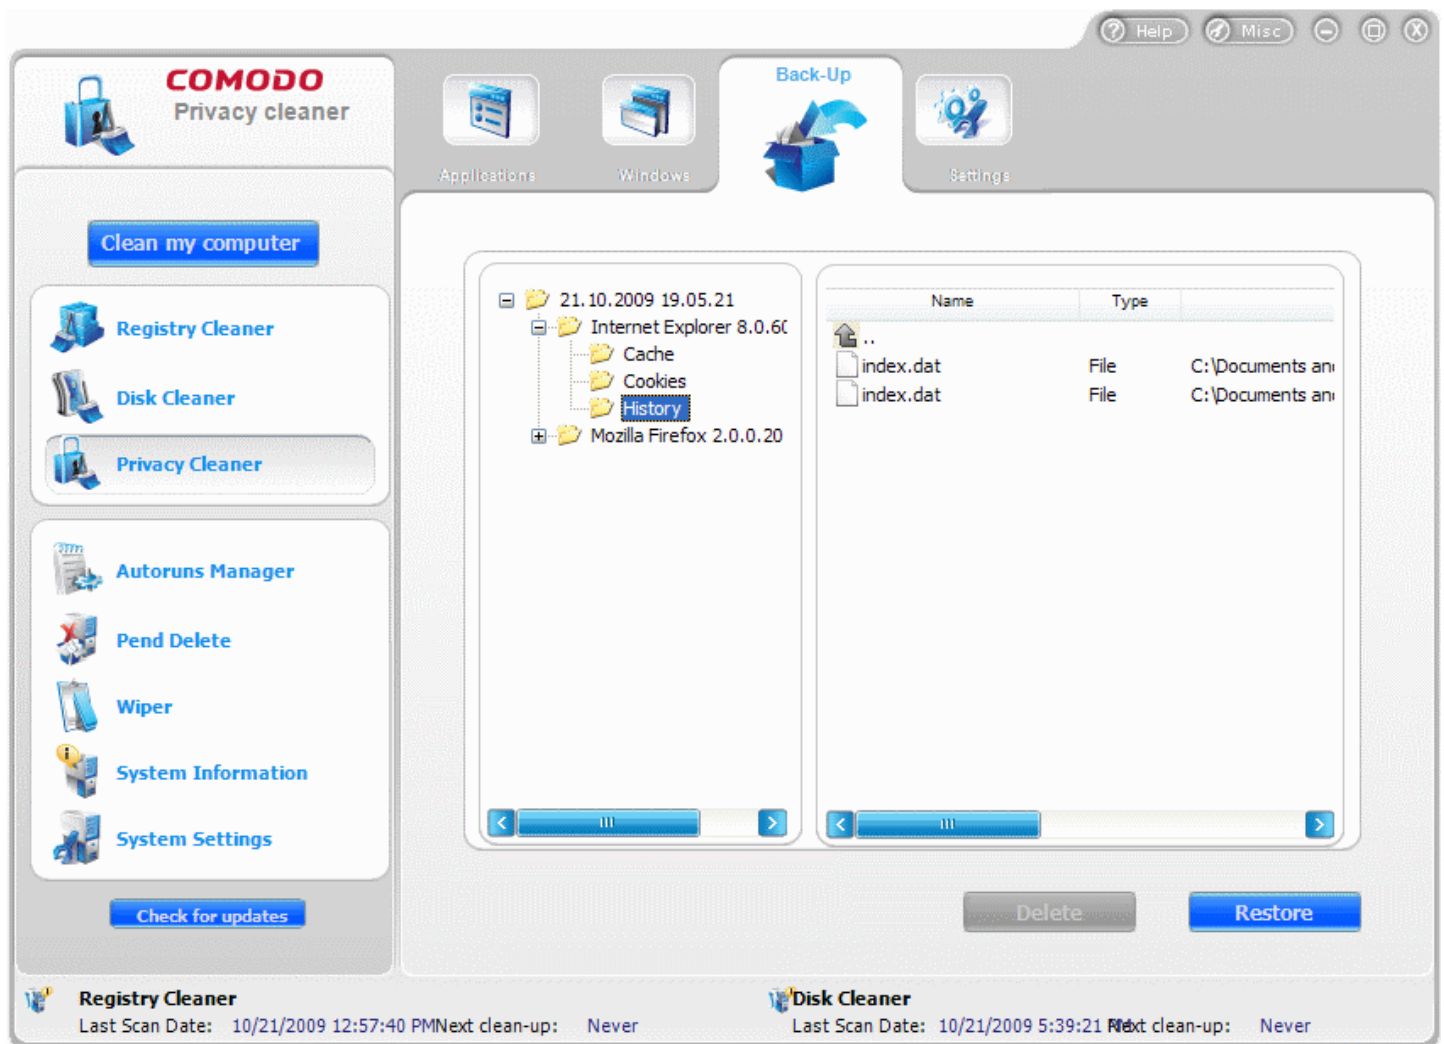 Help
Misc
COMODO
Privacy cleaner
Applications
Windows
Back-Up
Settings
Clean my computer
Registry Cleaner
Disk Cleaner
Privacy Cleaner
Autoruns Manager
Pend Delete
Wiper
System Information
System Settings
Check for updates
21.10.2009 19.05.21
Internet Explorer 8.0.60
Cache
Cookies
History
Mozilla Firefox 2.0.0.20
Name Type
..
index.dat File C:\Documents an
index.dat File C:\Documents an
Delete
Restore
Registry Cleaner
Last Scan Date: 10/21/2009 12:57:40 PM Next clean-up: Never
Disk Cleaner
Last Scan Date: 10/21/2009 5:39:21 Next clean-up: Never